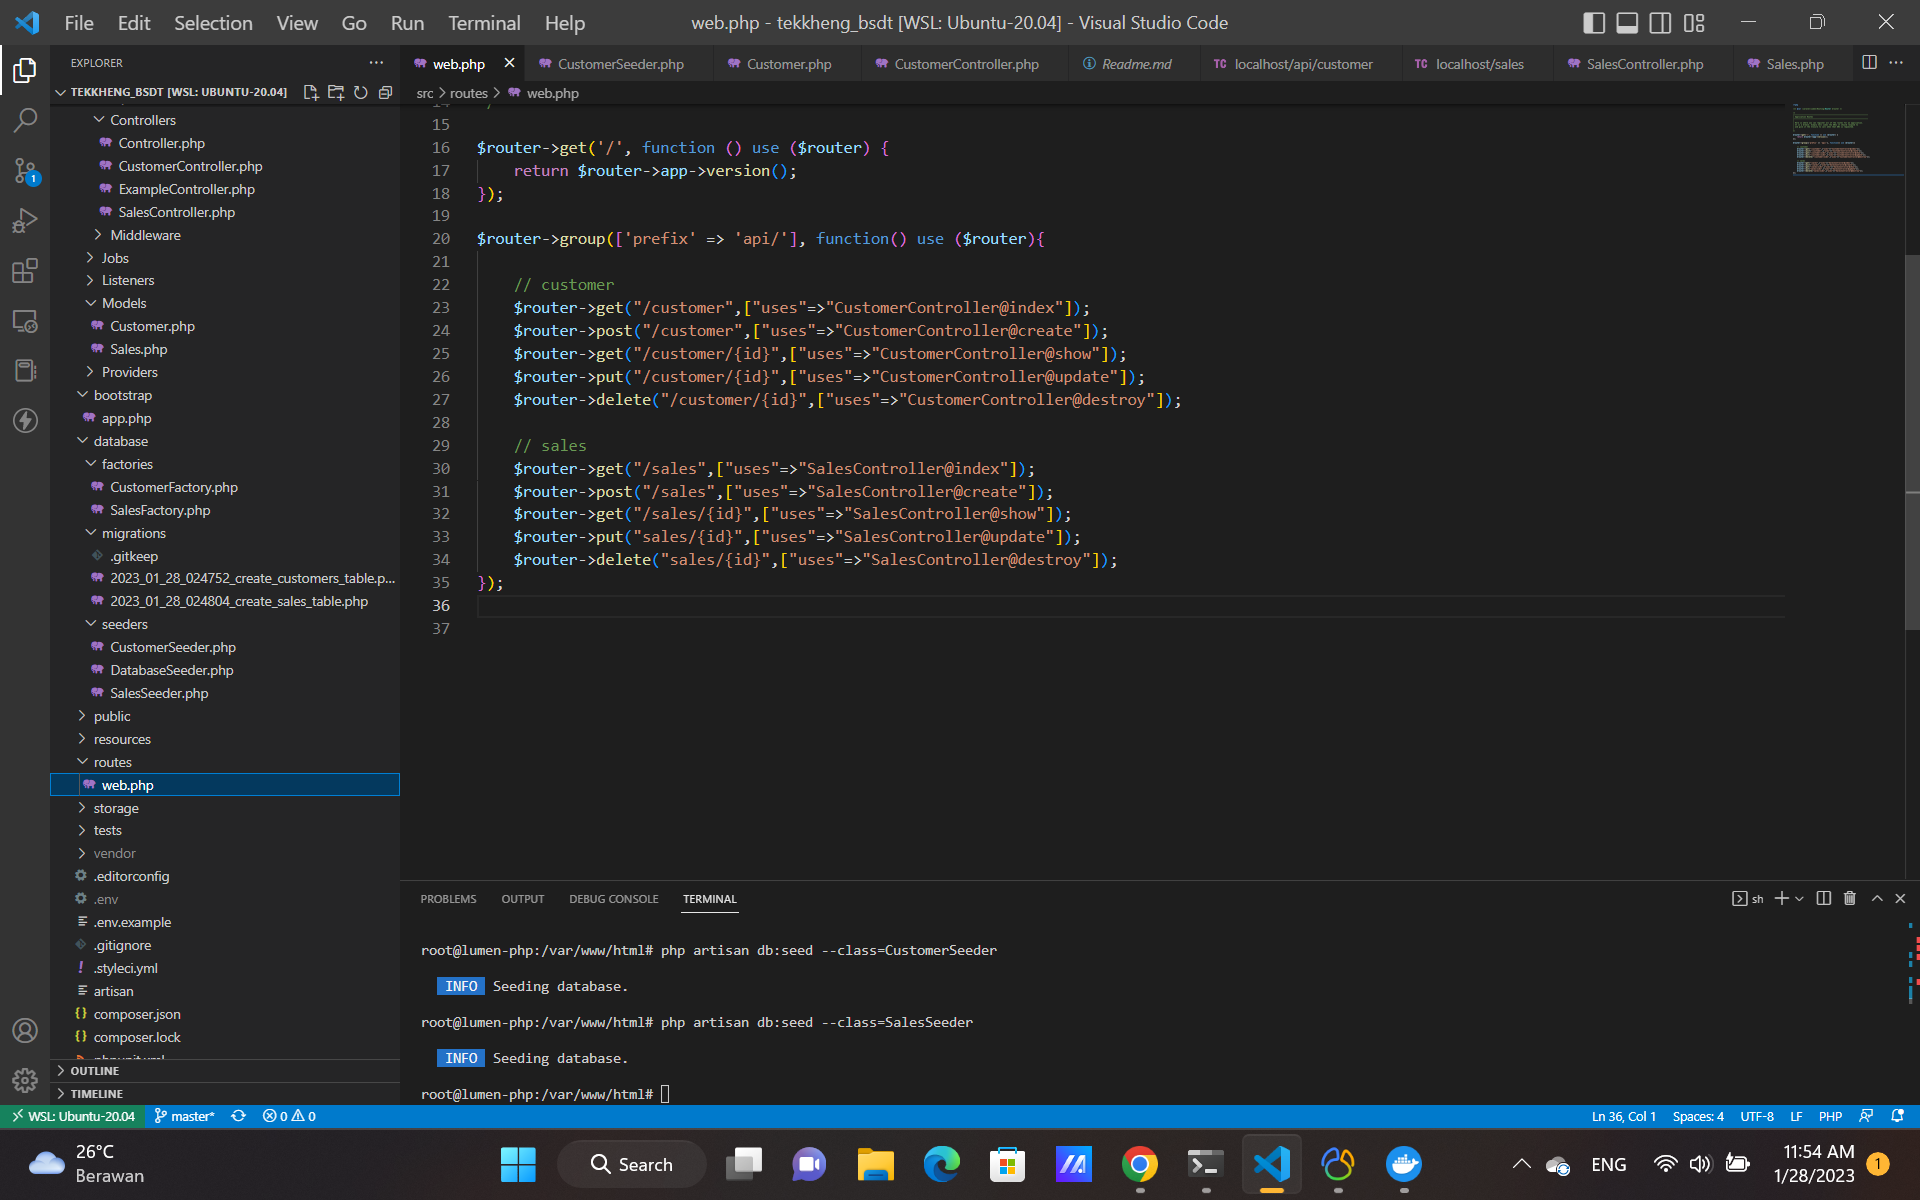 File Edit Selection View Go Run Terminal Help
web.php - tekkheng_bsdt [WSL: Ubuntu-20.04] - Visual Studio Code
EXPLORER
web.php
CustomerSeeder.php
Customer.php
CustomerController.php
Readme.md
TC localhost/api/customer
TC localhost/sales
SalesController.php
Sales.php
TEKKHENG_BSDT [WSL: UBUNTU-20.04]
src > routes > web.php
1
Controllers
Controller.php
CustomerController.php
ExampleController.php
SalesController.php
Middleware
Jobs
Listeners
Models
Customer.php
Sales.php
Providers
bootstrap
app.php
database
factories
CustomerFactory.php
SalesFactory.php
migrations
.gitkeep
2023_01_28_024752_create_customers_table.p...
2023_01_28_024804_create_sales_table.php
seeders
CustomerSeeder.php
DatabaseSeeder.php
SalesSeeder.php
public
resources
routes
web.php
storage
tests
vendor
.editorconfig
.env
.env.example
.gitignore
.styleci.yml
artisan
composer.json
composer.lock
phpunit.xml
OUTLINE
TIMELINE
14
15
16 $router->get('/', function () use ($router) {
17 return $router->app->version();
18 });
19
20 $router->group(['prefix' => 'api/'], function() use ($router){
21
22 // customer
23 $router->get("/customer",["uses"=>"CustomerController@index"]);
24 $router->post("/customer",["uses"=>"CustomerController@create"]);
25 $router->get("/customer/{id}",["uses"=>"CustomerController@show"]);
26 $router->put("/customer/{id}",["uses"=>"CustomerController@update"]);
27 $router->delete("/customer/{id}",["uses"=>"CustomerController@destroy"]);
28
29 // sales
30 $router->get("/sales",["uses"=>"SalesController@index"]);
31 $router->post("/sales",["uses"=>"SalesController@create"]);
32 $router->get("/sales/{id}",["uses"=>"SalesController@show"]);
33 $router->put("sales/{id}",["uses"=>"SalesController@update"]);
34 $router->delete("sales/{id}",["uses"=>"SalesController@destroy"]);
35 });
36
37
PROBLEMS OUTPUT DEBUG CONSOLE TERMINAL
sh
root@lumen-php:/var/www/html# php artisan db:seed --class=CustomerSeeder
INFO Seeding database.
root@lumen-php:/var/www/html# php artisan db:seed --class=SalesSeeder
INFO Seeding database.
root@lumen-php:/var/www/html#
WSL: Ubuntu-20.04 master* 0 0
Ln 36, Col 1 Spaces: 4 UTF-8 LF PHP
26°C
Berawan
Search
ENG
11:54 AM
1/28/2023
1